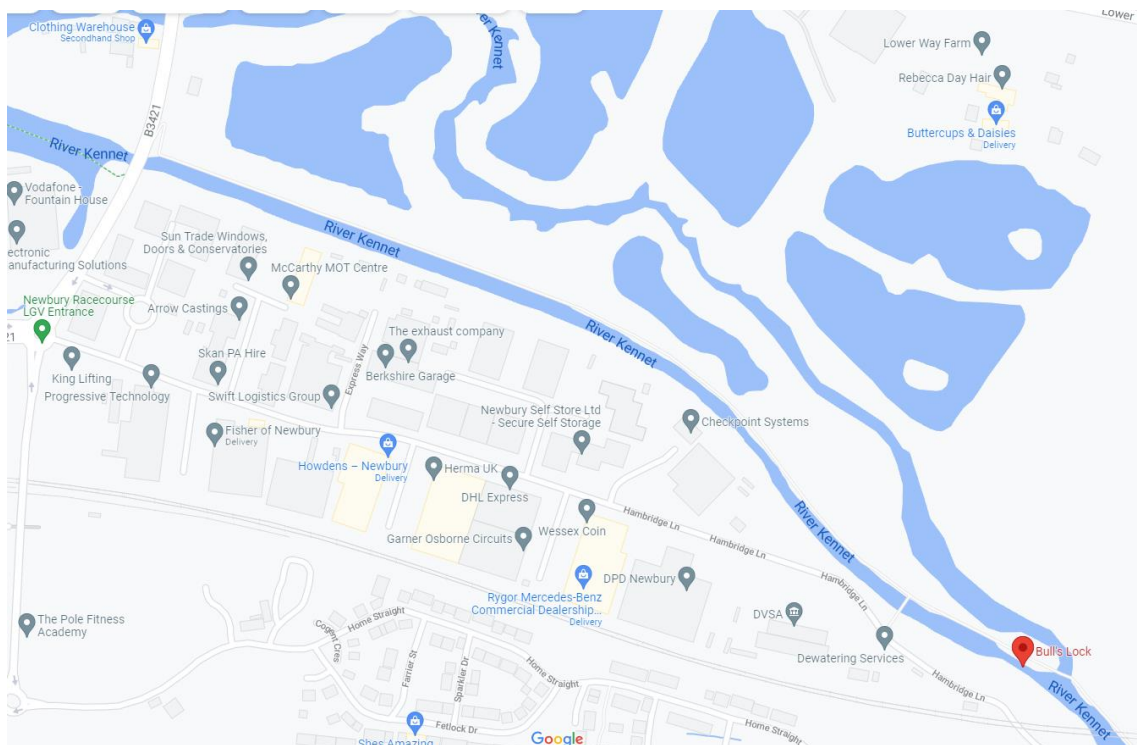 Lower
Clothing Warehouse
Secondhand Shop
Kennet
Lower Way Farm
Rebecca Day Hair
B3421
Buttercups & Daisies
Delivery
River Kennet
Vodafone -
Fountain House
River Kennet
Sun Trade Windows,
Doors & Conservatories
ectronic
anufacturing Solutions
McCarthy MOT Centre
Newbury Racecourse
LGV Entrance
Arrow Castings
21
The exhaust company
River Kennet
Skan PA Hire
Express Way
Berkshire Garage
King Lifting
Progressive Technology
Swift Logistics Group
Newbury Self Store Ltd
- Secure Self Storage
Checkpoint Systems
Fisher of Newbury
Delivery
Howdens – Newbury
Delivery
Herma UK
DHL Express
Hambridge Ln
River Kennet
Wessex Coin
Garner Osborne Circuits
Hambridge Ln
DPD Newbury
Hambridge Ln
Rygor Mercedes-Benz
Commercial Dealership...
Delivery
The Pole Fitness
Academy
Home Straight
Cogent Cres
DVSA
Dewatering Services
Bull's Lock
Farrier St
Sparkler Dr
Home Straight
Hambridge Ln
River Kennet
Fetlock Dr
Home Straight
Shes Amazing
Google